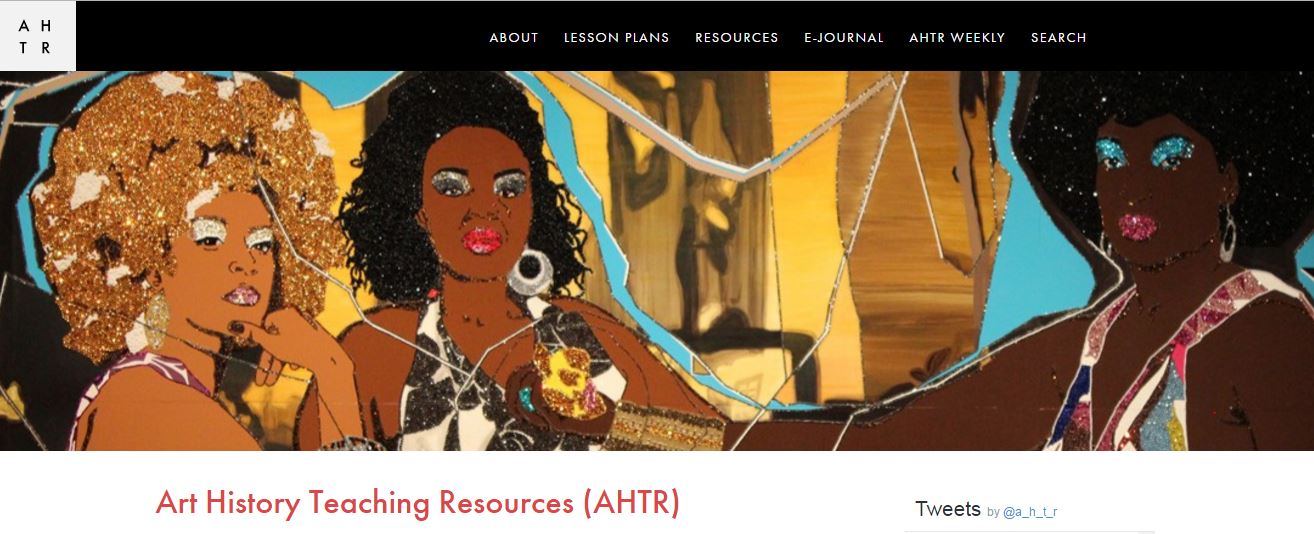 A H
T R
ABOUT LESSON PLANS RESOURCES E-JOURNAL AHTR WEEKLY SEARCH
Art History Teaching Resources (AHTR)
Tweets by @a_h_t_r